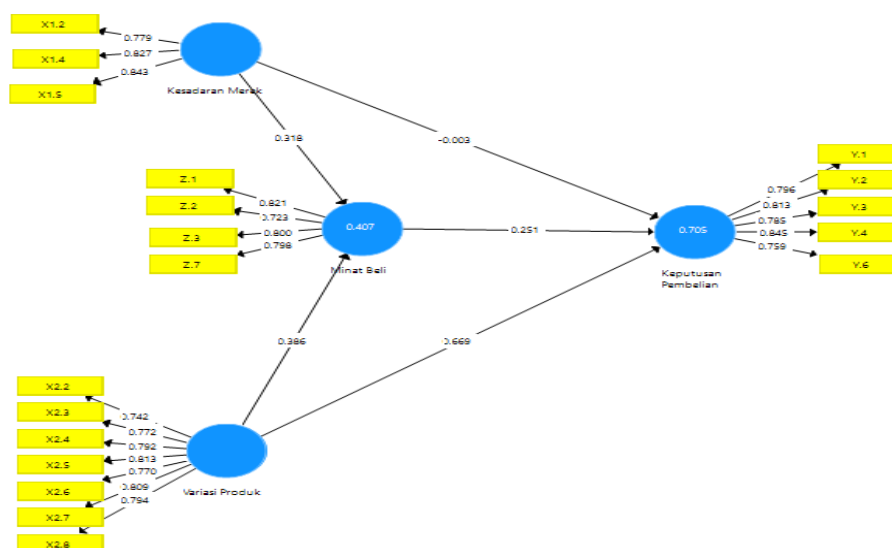 X1.2
X1.4
X1.5
0.779
0.827
0.843
Kesadaran Merek
0.318
-0.003
Z.1
Z.2
Z.3
Z.7
0.821
0.723
0.800
0.798
0.407
Minat Beli
0.251
Y.1
Y.2
Y.3
Y.4
Y.6
0.796
0.813
0.785
0.845
0.759
0.705
Keputusan
Pembelian
0.386
0.669
X2.2
X2.3
X2.4
X2.5
X2.6
X2.7
X2.8
0.742
0.772
0.792
0.813
0.770
0.809
0.794
Variasi Produk